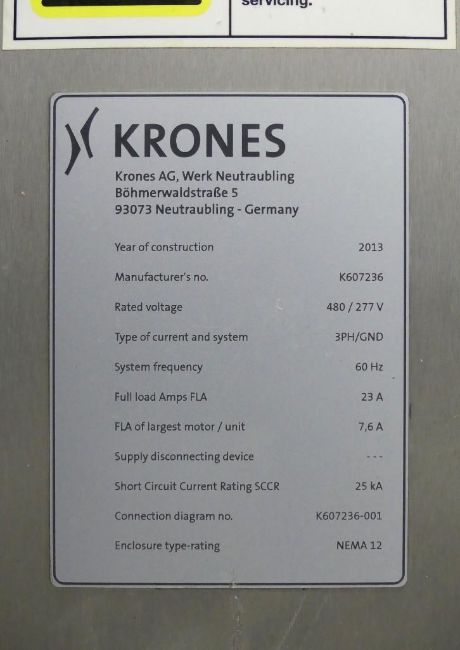 servicing.
KRONES
Krones AG, Werk Neutraubling
Böhmerwaldstraße 5
93073 Neutraubling - Germany
Year of construction 2013
Manufacturer's no. K607236
Rated voltage 480 / 277 V
Type of current and system 3PH/GND
System frequency 60 Hz
Full load Amps FLA 23 A
FLA of largest motor / unit 7,6 A
Supply disconnecting device - - -
Short Circuit Current Rating SCCR 25 kA
Connection diagram no. K607236-001
Enclosure type-rating NEMA 12